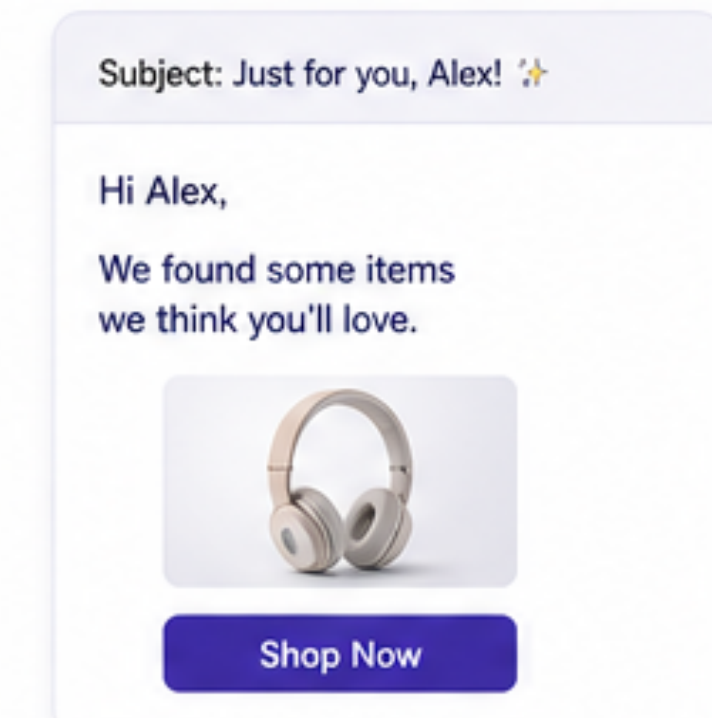 Subject: Just for you, Alex! ✨
Hi Alex,
We found some items
we think you'll love.
Shop Now